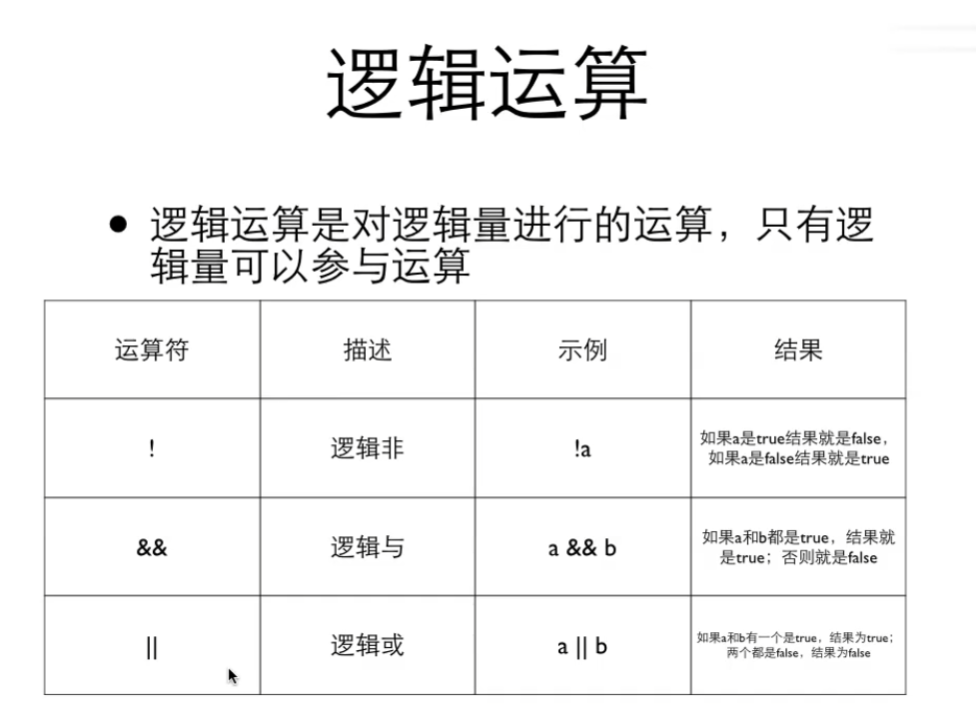 逻辑运算
• 逻辑运算是对逻辑量进行的运算，只有逻
辑量可以参与运算
运算符 描述 示例 结果
! 逻辑非 !a 如果a是true结果就是false，
如果a是false结果就是true
&& 逻辑与 a && b 如果a和b都是true，结果就
是true；否则就是false
|| 逻辑或 a || b 如果a和b有一个是true，结果为true；
两个都是false，结果为false